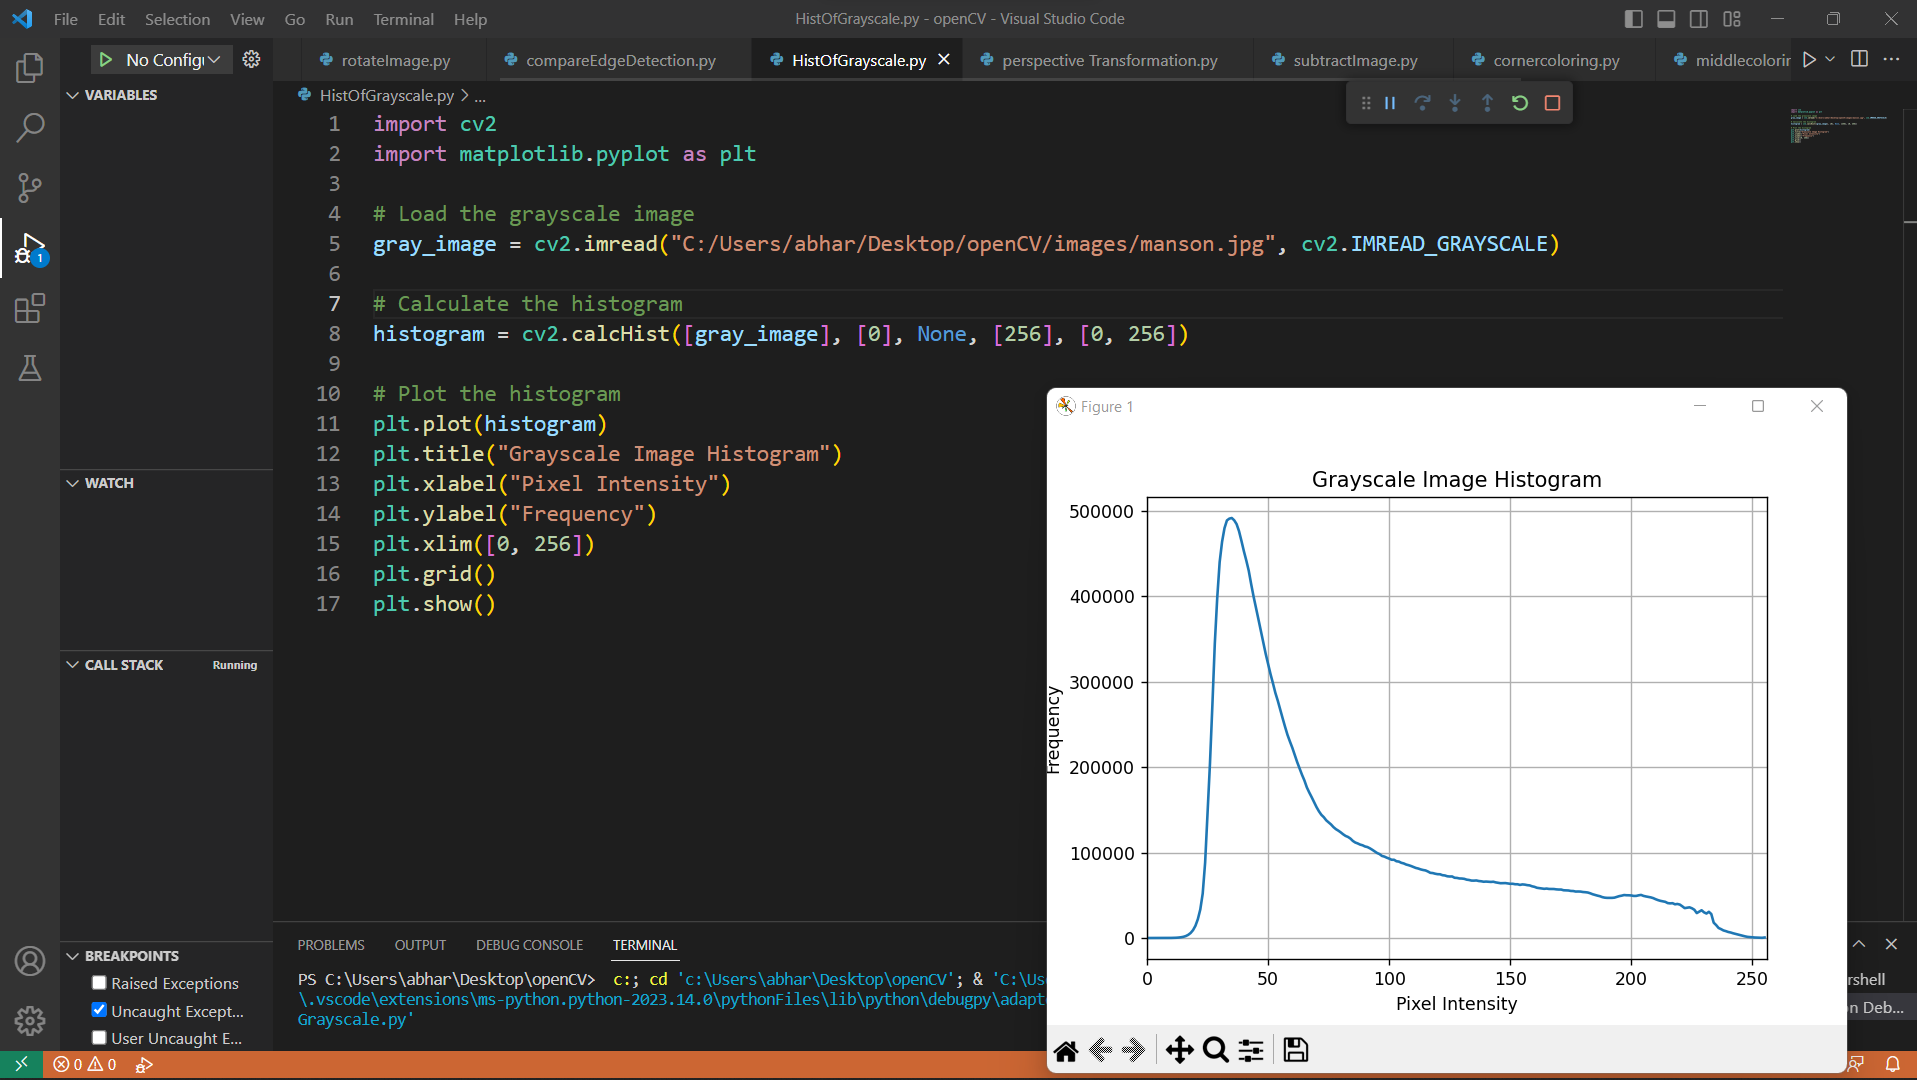 File Edit Selection View Go Run Terminal Help
HistOfGrayscale.py - openCV - Visual Studio Code
No Config
rotateImage.py
compareEdgeDetection.py
HistOfGrayscale.py
perspective Transformation.py
subtractImage.py
cornercoloring.py
middlecolorin
HistOfGrayscale.py > ...
VARIABLES
WATCH
CALL STACK Running
BREAKPOINTS
Raised Exceptions
Uncaught Except...
User Uncaught E...
1
1 import cv2
2 import matplotlib.pyplot as plt
3
4 # Load the grayscale image
5 gray_image = cv2.imread("C:/Users/abhar/Desktop/openCV/images/manson.jpg", cv2.IMREAD_GRAYSCALE)
6
7 # Calculate the histogram
8 histogram = cv2.calcHist([gray_image], [0], None, [256], [0, 256])
9
10 # Plot the histogram
11 plt.plot(histogram)
12 plt.title("Grayscale Image Histogram")
13 plt.xlabel("Pixel Intensity")
14 plt.ylabel("Frequency")
15 plt.xlim([0, 256])
16 plt.grid()
17 plt.show()
PROBLEMS OUTPUT DEBUG CONSOLE TERMINAL
PS C:\Users\abhar\Desktop\openCV> c:; cd 'c:\Users\abhar\Desktop\openCV'; & 'C:\Us
\.vscode\extensions\ms-python.python-2023.14.0\pythonFiles\lib\python\debugpy\adapt
Grayscale.py'
rshell
n Deb...
0 0
Figure 1
Grayscale Image Histogram
500000
400000
300000
200000
100000
0
Frequency
0 50 100 150 200 250
Pixel Intensity